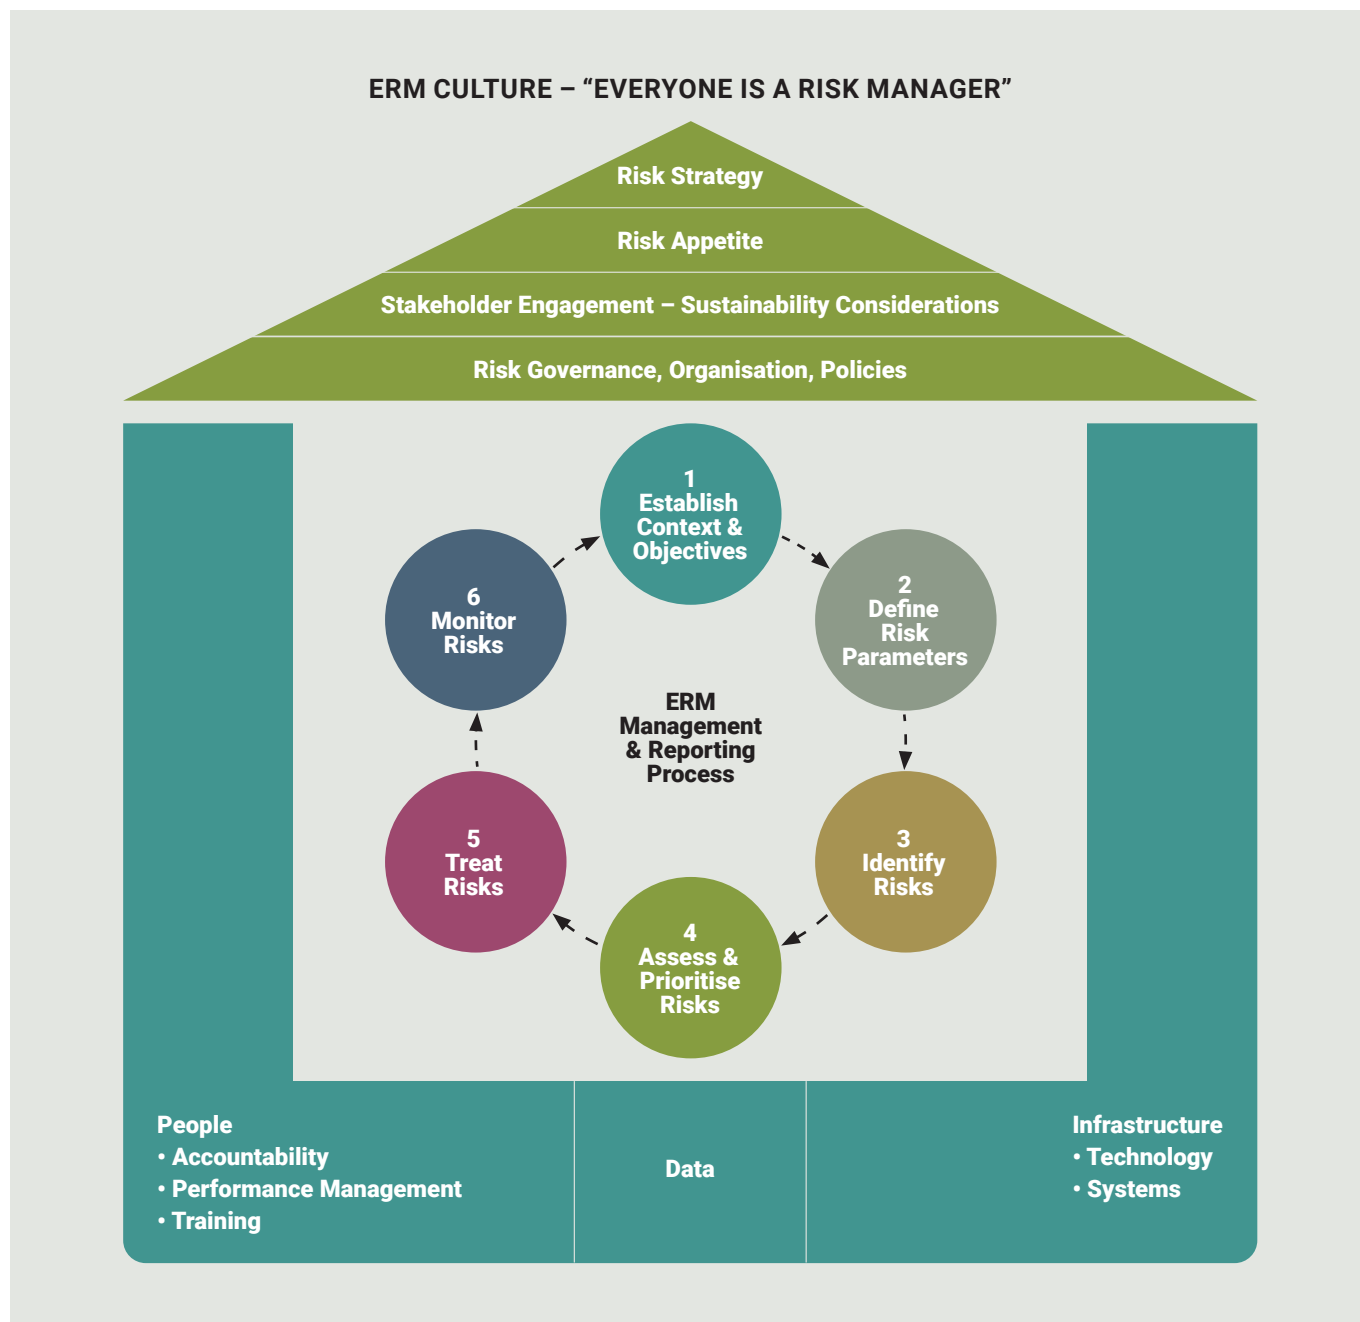 ERM CULTURE – “EVERYONE IS A RISK MANAGER”
Risk Strategy
Risk Appetite
Stakeholder Engagement – Sustainability Considerations
Risk Governance, Organisation, Policies
1
Establish
Context &
Objectives
2
Define
Risk
Parameters
3
Identify
Risks
4
Assess &
Prioritise
Risks
5
Treat
Risks
6
Monitor
Risks
ERM
Management
& Reporting
Process
People
• Accountability
• Performance Management
• Training
Data
Infrastructure
• Technology
• Systems